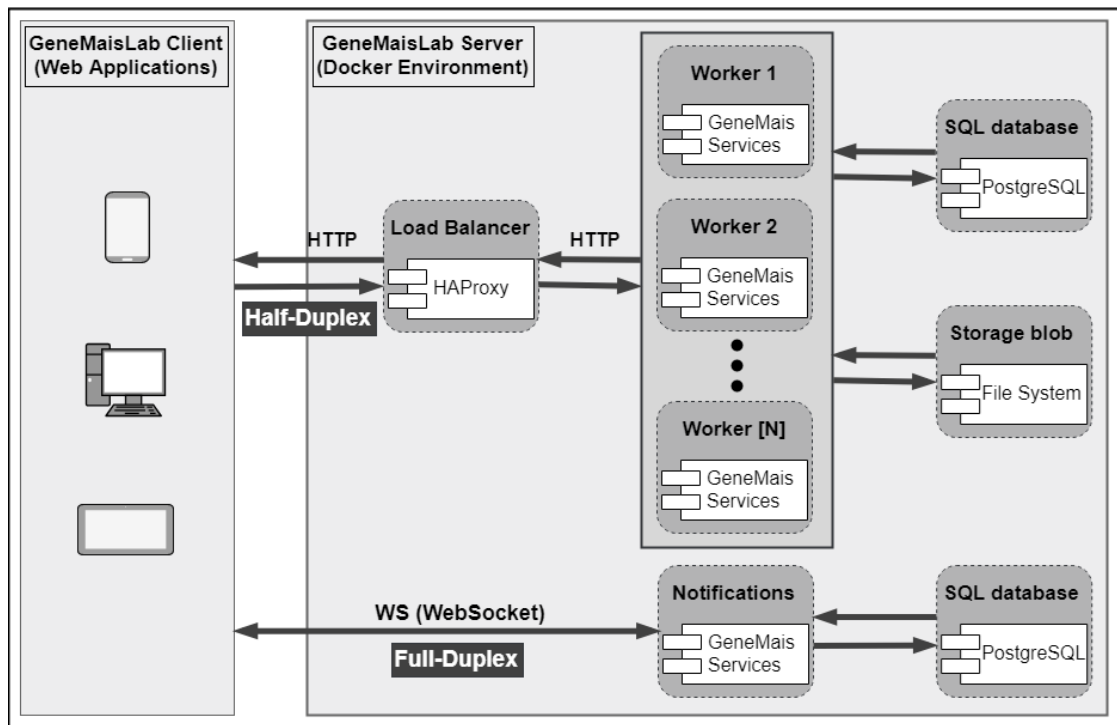 GeneMaisLab Client
(Web Applications)
GeneMaisLab Server
(Docker Environment)
Worker 1
GeneMais
Services
SQL database
PostgreSQL
HTTP
Load Balancer
HAProxy
HTTP
Half-Duplex
Worker 2
GeneMais
Services
Storage blob
File System
Worker [N]
GeneMais
Services
WS (WebSocket)
Full-Duplex
Notifications
GeneMais
Services
SQL database
PostgreSQL